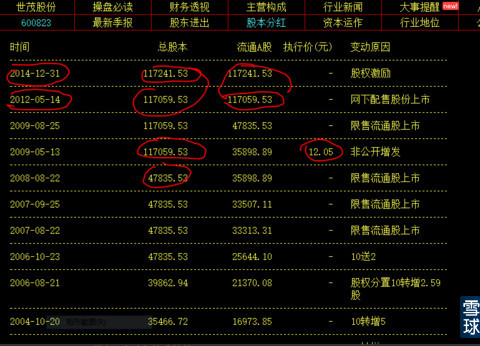 世茂股份 操盘必读 财务透视 主营构成 行业新闻 大事提醒 new!
600823 最新季报 股东进出 股本分红 资本运作 行业地位
时间 总股本 流通A股 执行价(元) 变动原因
2014-12-31 117241.53 117241.53 - 股权激励
2012-05-14 117059.53 117059.53 - 网下配售股份上市
2009-08-25 117059.53 47835.53 - 限售流通股上市
2009-05-13 117059.53 35898.89 12.05 非公开增发
2008-08-22 47835.53 35898.89 - 限售流通股上市
2007-09-25 47835.53 33507.11 - 限售流通股上市
2007-08-22 47835.53 33313.31 - 限售流通股上市
2006-10-23 47835.53 25644.10 - 10送2
2006-08-21 39862.94 21370.08 - 股权分置10转增2.59
股
2004-10-20 35466.72 16973.85 - 10转增5
雪球